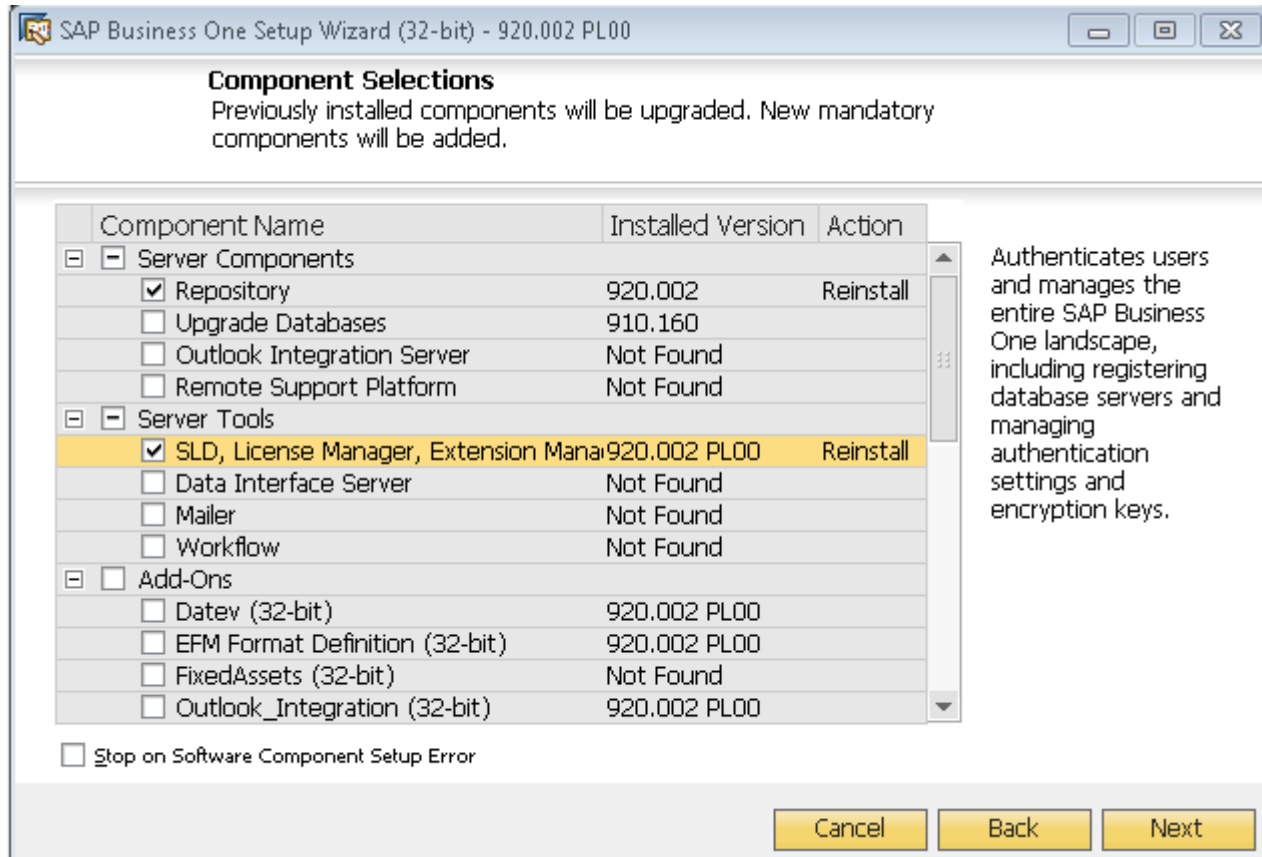 SAP Business One Setup Wizard (32-bit) - 920.002 PL00
Component Selections
Previously installed components will be upgraded. New mandatory
components will be added.
Component Name Installed Version Action
Server Components
Repository 920.002 Reinstall
Upgrade Databases 910.160
Outlook Integration Server Not Found
Remote Support Platform Not Found
Server Tools
SLD, License Manager, Extension Mana 920.002 PL00 Reinstall
Data Interface Server Not Found
Mailer Not Found
Workflow Not Found
Add-Ons
Datev (32-bit) 920.002 PL00
EFM Format Definition (32-bit) 920.002 PL00
FixedAssets (32-bit) Not Found
Outlook_Integration (32-bit) 920.002 PL00
Authenticates users
and manages the
entire SAP Business
One landscape,
including registering
database servers and
managing
authentication
settings and
encryption keys.
Stop on Software Component Setup Error
Cancel Back Next